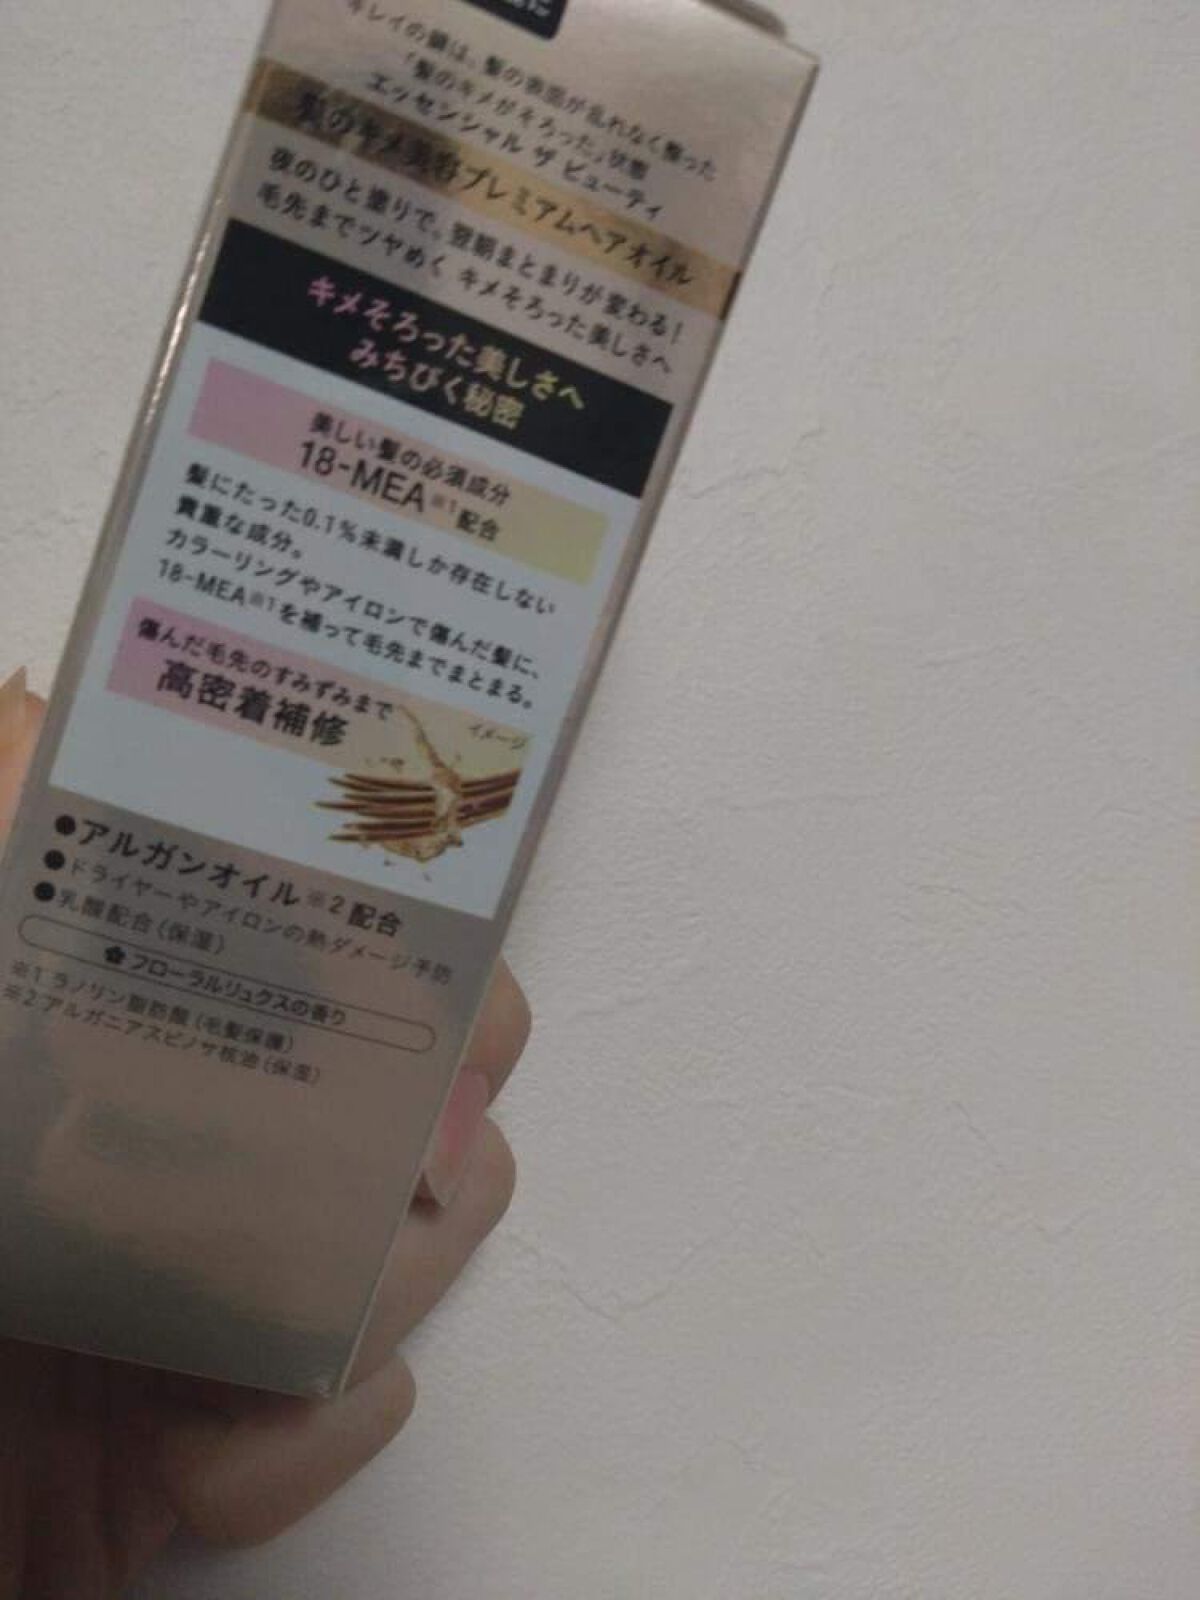 キレイの鍵は、髪の表面が乱れなく整った
「髪のキメがそろった」状態
エッセンシャル ザ ビューティ
髪のキメ美容プレミアムヘアオイル
夜のひと塗りで、翌朝まとまりが変わる！
毛先までツヤめく キメそろった美しさへ
キメそろった美しさへ
みちびく秘密
美しい髪の必須成分
18-MEA※1配合
髪にたった0.1％未満しか存在しない
貴重な成分。
カラーリングやアイロンで傷んだ髪に、
18-MEA※1を補って毛先までまとまる。
傷んだ毛先のすみずみまで
高密着補修
イメージ
●アルガンオイル※2配合
●ドライヤーやアイロンの熱ダメージ予防
●乳酸配合（保湿）
フローラルリュクスの香り
※1 ラノリン脂肪酸（毛髪保護）
※2 アルガニアスピノサ核油（保湿）